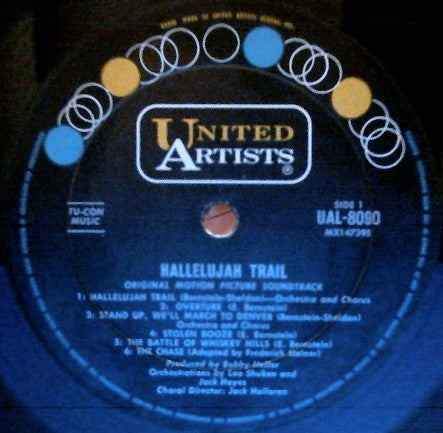 UNITED
ARTISTS
®
TU-CON
MUSIC
SIDE 1
UAL-8090
MX147395
HALLELUJAH TRAIL
ORIGINAL MOTION PICTURE SOUNDTRACK
1: HALLELUJAH TRAIL (Bernstein-Sheldon)—Orchestra and Chorus
2: OVERTURE (E. Bernstein)
3: STAND UP, WE'LL MARCH TO DENVER (Bernstein-Sheldon)
Orchestra and Chorus
4: STOLEN BOOZE (E. Bernstein)
5: THE BATTLE OF WHISKEY HILLS (E. Bernstein)
6: THE CHASE (Adapted by Frederick Steiner)
Produced by Bobby Helfer
Orchestrations by Leo Shuken and
Jack Hayes
Choral Director: Jack Halloran